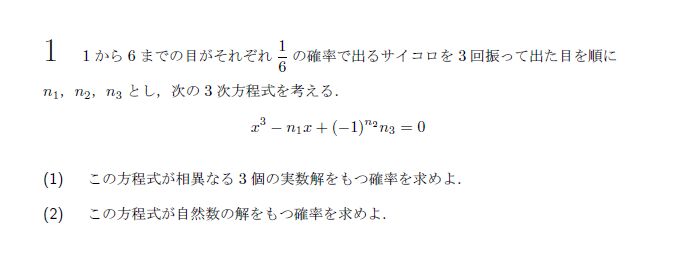 1 1から6までの目がそれぞれ $\frac{1}{6}$ の確率で出るサイコロを3回振って出た目を順に
$n_1$, $n_2$, $n_3$ とし,次の3次方程式を考える.
$x^3 - n_1x + (-1)^{n_2}n_3 = 0$
(1) この方程式が相異なる3個の実数解をもつ確率を求めよ.
(2) この方程式が自然数の解をもつ確率を求めよ.